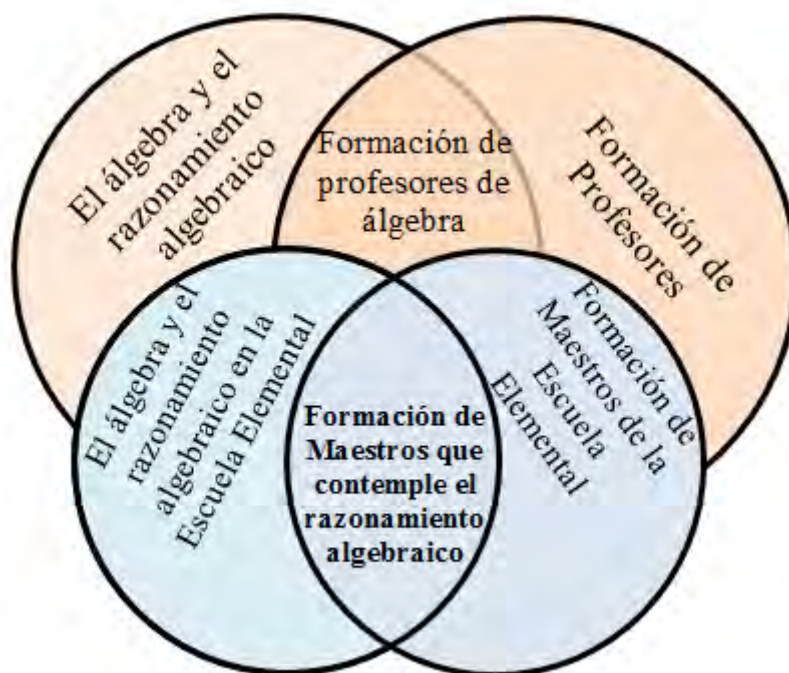 El álgebra y el
razonamiento
algebraico
Formación de
profesores de
álgebra
Formación de
Profesores
El álgebra y el
razonamiento
algebraico en la
Escuela Elemental
Formación de
Maestros que
contemple el
razonamiento
algebraico
Formación de
Maestros de la
Escuela
Elemental